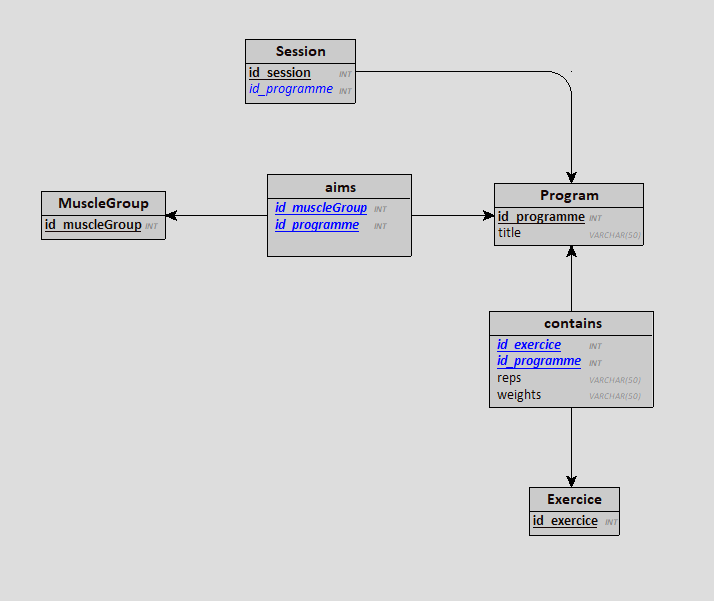 Session
id_session INT
id_programme INT
aims
id_muscleGroup INT
id_programme INT
MuscleGroup
id_muscleGroup INT
Program
id_programme INT
title VARCHAR(50)
contains
id_exercice INT
id_programme INT
reps VARCHAR(50)
weights VARCHAR(50)
Exercice
id_exercice INT